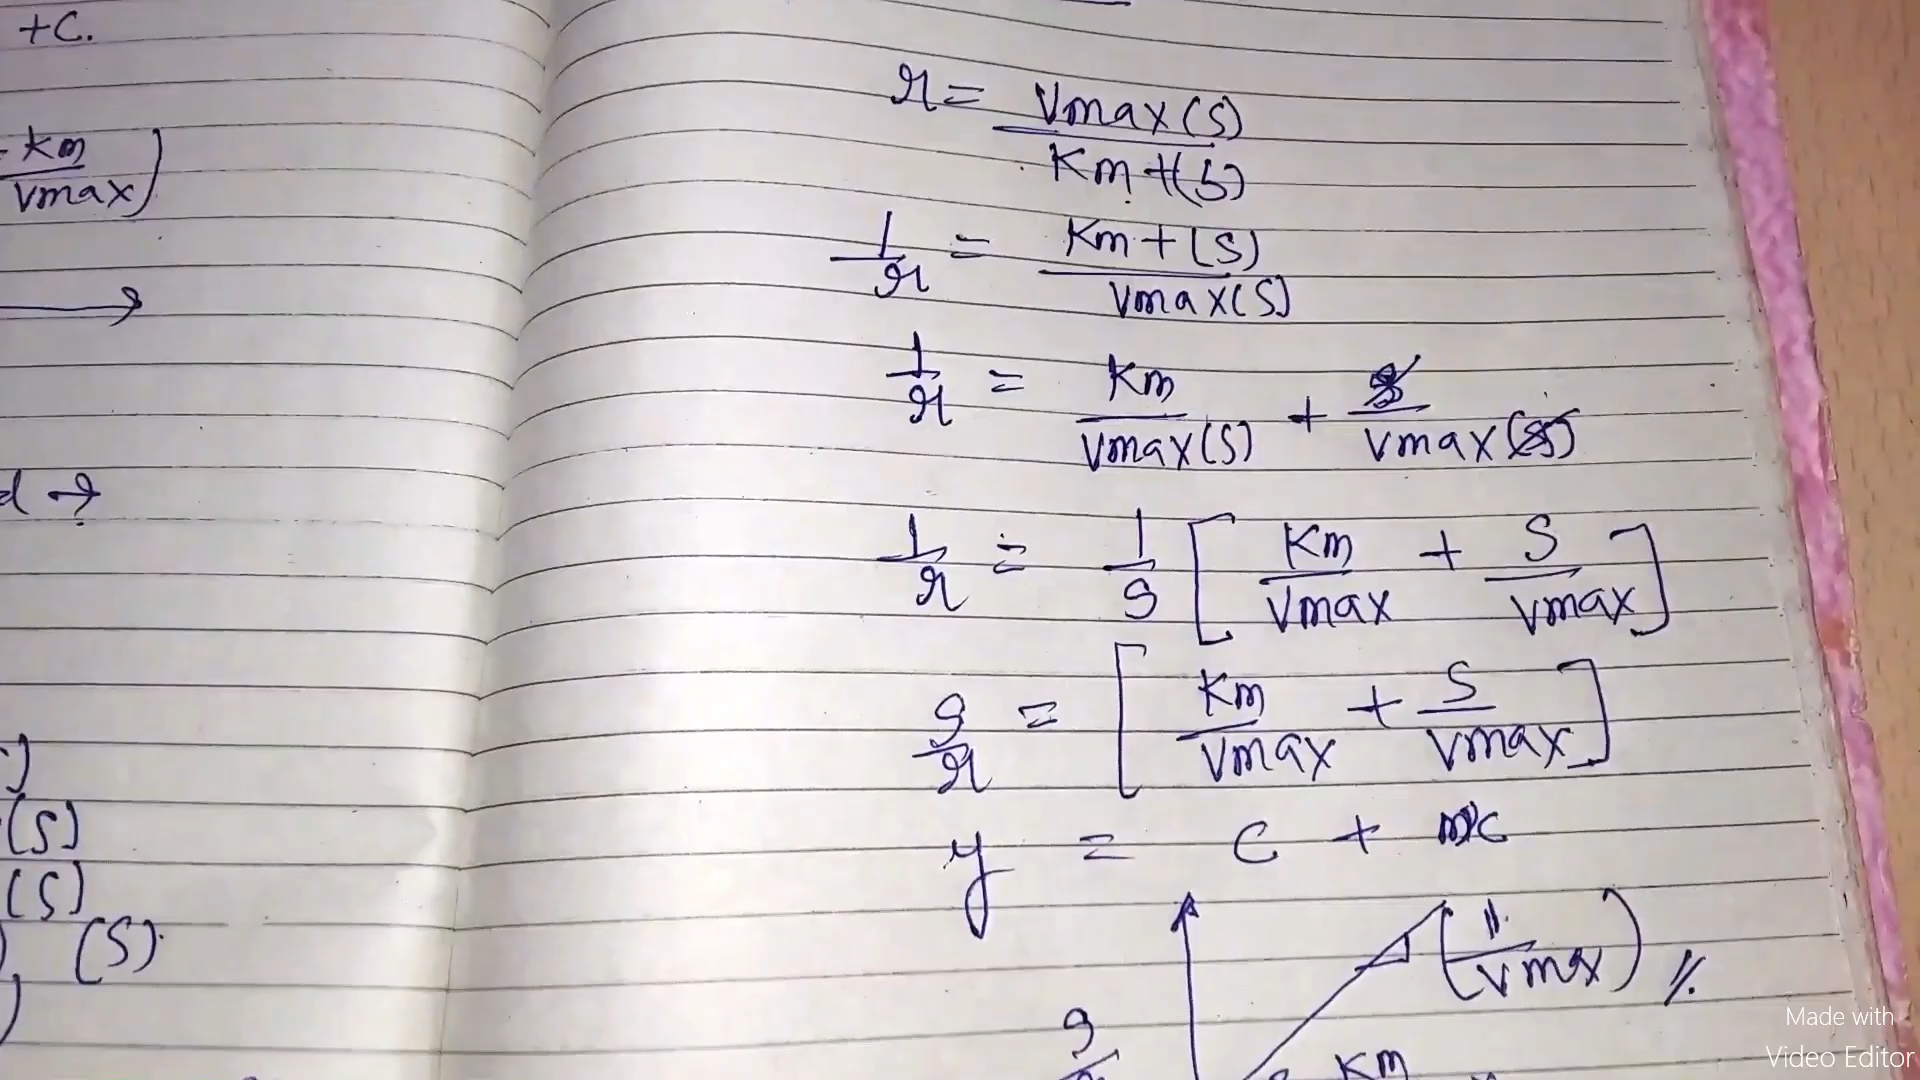 +C.
- Km / Vmax )
d →
(S)
(S)
(S)
r = Vmax (S) / Km + (S)
1/r = Km + (S) / Vmax (S)
1/r = Km / Vmax (S) + S / Vmax (S)
1/r = 1/S [ Km / Vmax + S / Vmax ]
S/r = [ Km / Vmax + S / Vmax ]
y = C + mx
( 1 / Vmax )
S
Km
Made with
Video Editor